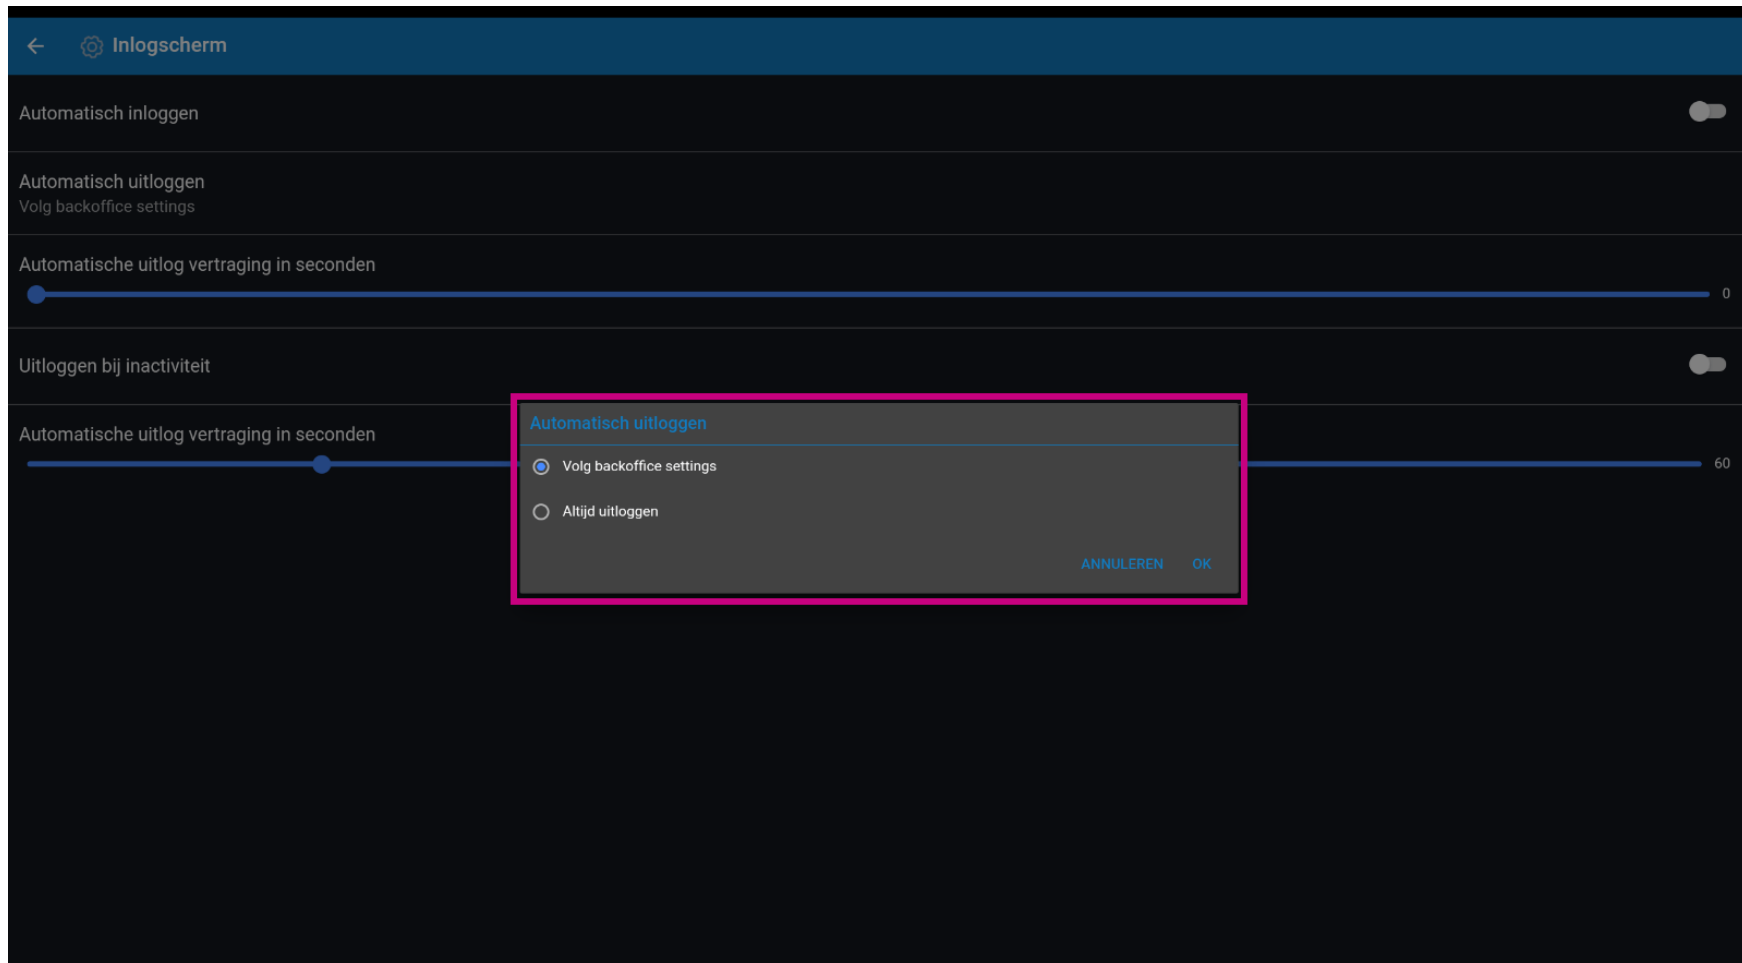 Inlogscherm
Automatisch inloggen
Automatisch uitloggen
Volg backoffice settings
Automatische uitlog vertraging in seconden
0
Uitloggen bij inactiviteit
Automatische uitlog vertraging in seconden
60
Automatisch uitloggen
Volg backoffice settings
Altijd uitloggen
ANNULEREN OK